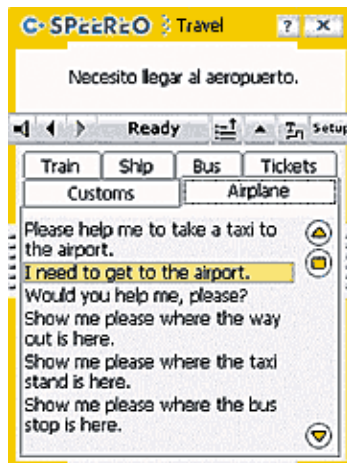 C-SPEEREO Travel ? X
Necesito llegar al aeropuerto.
Ready Setup
Train Ship Bus Tickets
Customs Airplane
Please help me to take a taxi to
the airport.
I need to get to the airport.
Would you help me, please?
Show me please where the way
out is here.
Show me please where the taxi
stand is here.
Show me please where the bus
stop is here.